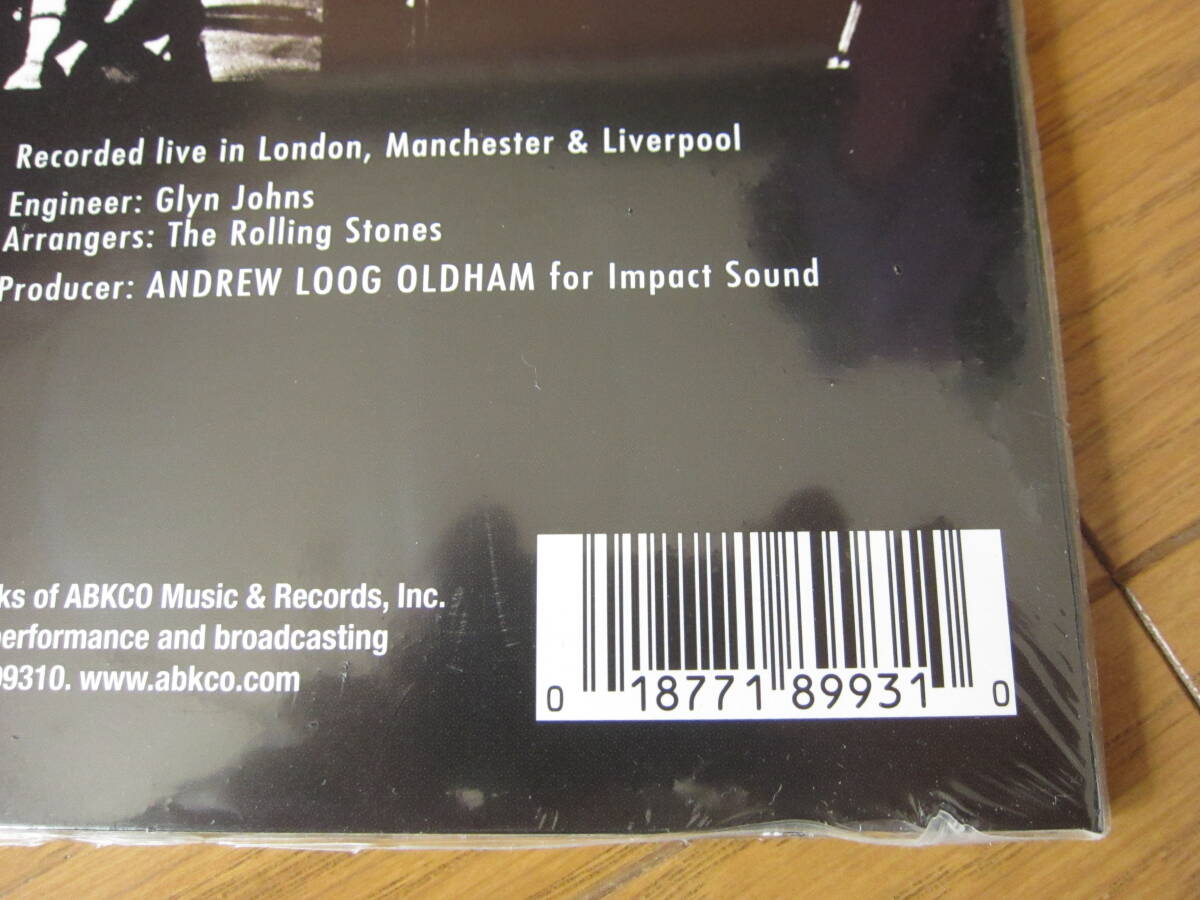 Recorded live in London, Manchester & Liverpool
Engineer: Glyn Johns
Arrangers: The Rolling Stones
Producer: ANDREW LOOG OLDHAM for Impact Sound
ks of ABKCO Music & Records, Inc.
performance and broadcasting
99310. www.abkco.com
0 18771 89931 0